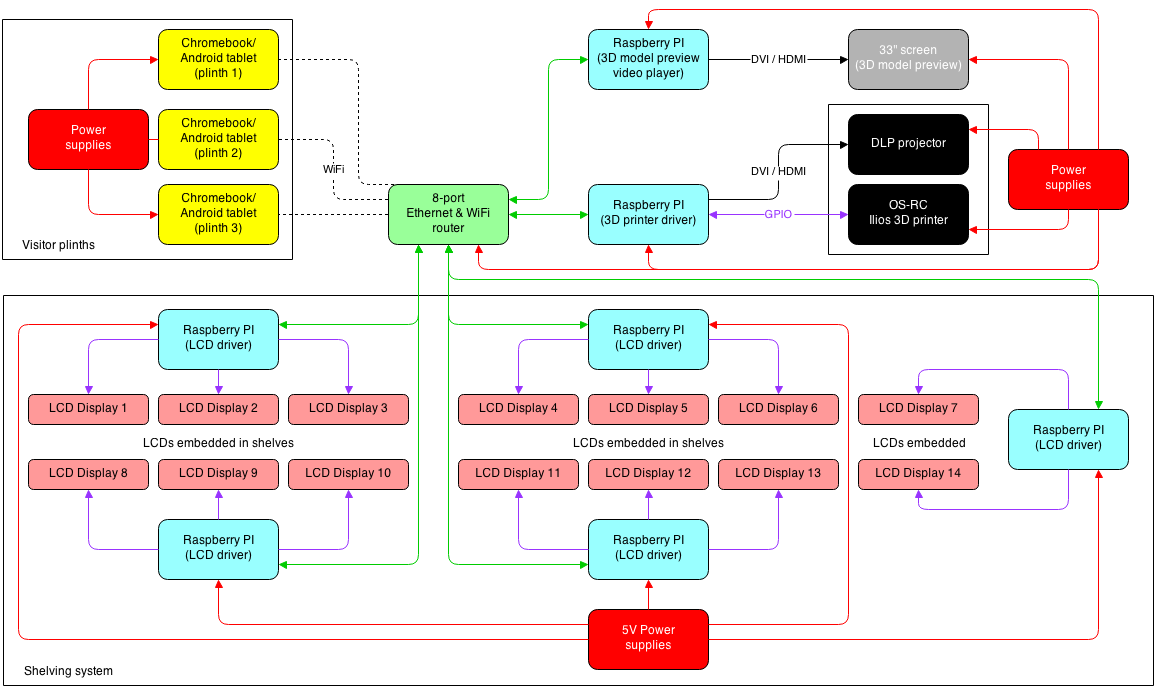 Chromebook/
Android tablet
(plinth 1)
Power
supplies
Chromebook/
Android tablet
(plinth 2)
Chromebook/
Android tablet
(plinth 3)
Visitor plinths
WiFi
8-port
Ethernet & WiFi
router
Raspberry PI
(3D model preview
video player)
DVI / HDMI
33" screen
(3D model preview)
DLP projector
DVI / HDMI
Raspberry PI
(3D printer driver)
GPIO
OS-RC
Ilios 3D printer
Power
supplies
Raspberry PI
(LCD driver)
Raspberry PI
(LCD driver)
LCD Display 1
LCD Display 2
LCD Display 3
LCD Display 4
LCD Display 5
LCD Display 6
LCD Display 7
LCDs embedded in shelves
LCDs embedded in shelves
LCDs embedded
Raspberry PI
(LCD driver)
LCD Display 8
LCD Display 9
LCD Display 10
LCD Display 11
LCD Display 12
LCD Display 13
LCD Display 14
Raspberry PI
(LCD driver)
Raspberry PI
(LCD driver)
5V Power
supplies
Shelving system